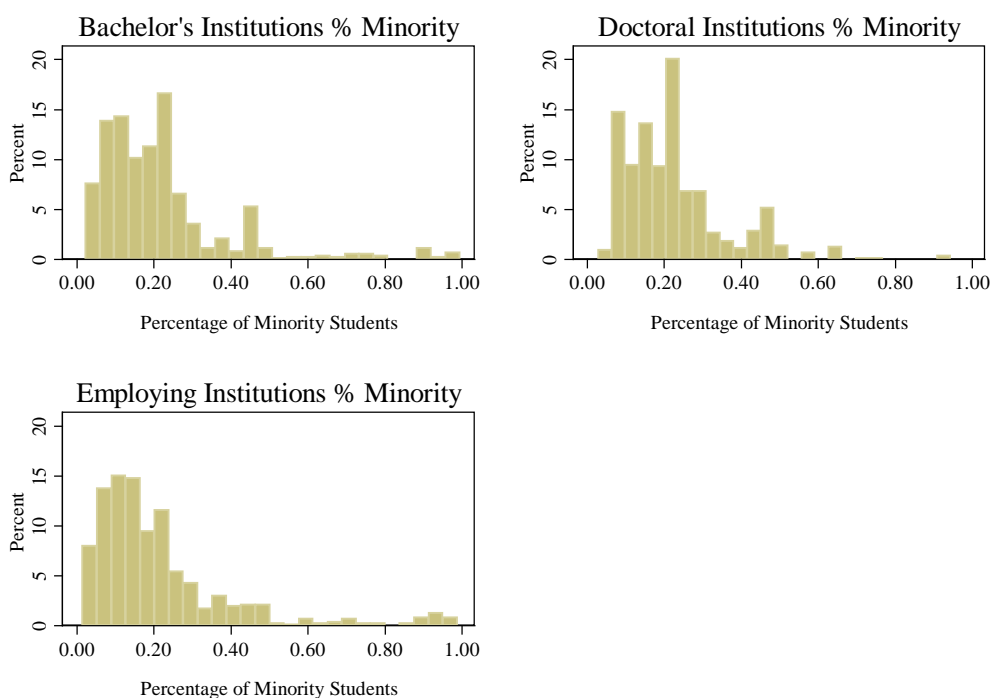 Bachelor's Institutions % Minority
Percent
20
15
10
5
0
0.00 0.20 0.40 0.60 0.80 1.00
Percentage of Minority Students
Doctoral Institutions % Minority
Percent
20
15
10
5
0
0.00 0.20 0.40 0.60 0.80 1.00
Percentage of Minority Students
Employing Institutions % Minority
Percent
20
15
10
5
0
0.00 0.20 0.40 0.60 0.80 1.00
Percentage of Minority Students